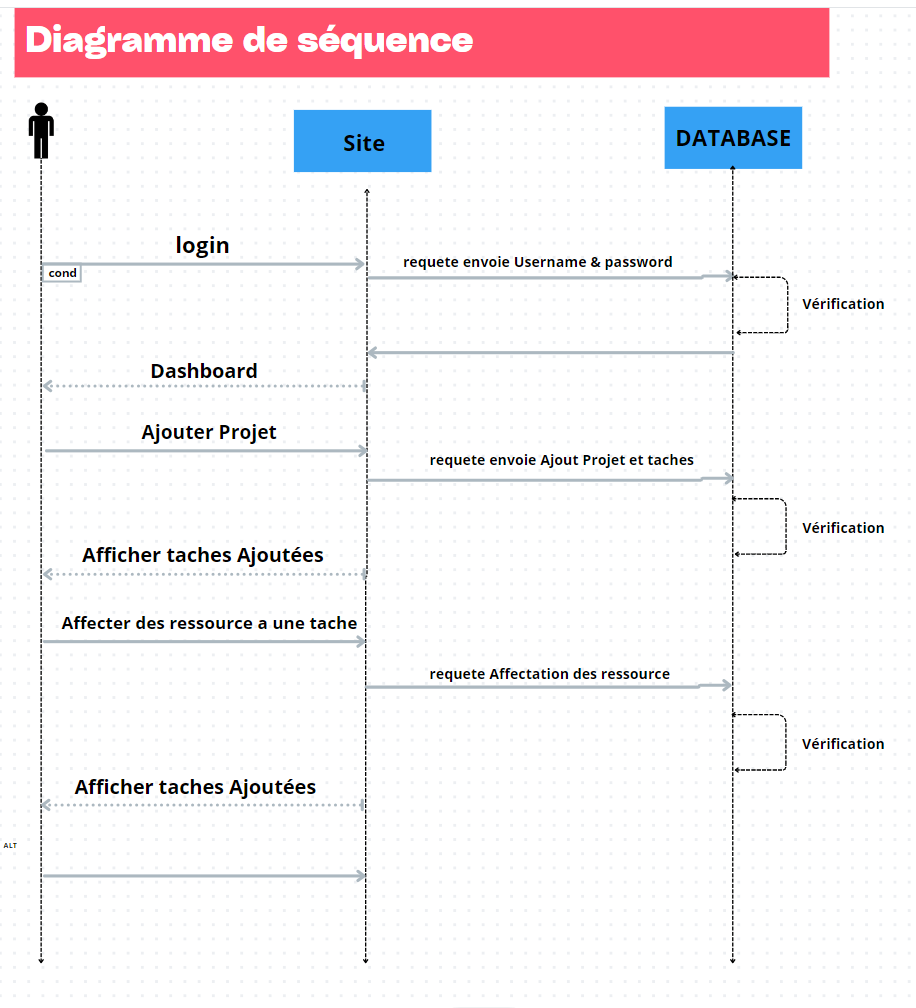 Diagramme de séquence
Site
DATABASE
login
cond
requete envoie Username & password
Vérification
Dashboard
Ajouter Projet
requete envoie Ajout Projet et taches
Vérification
Afficher taches Ajoutées
Affecter des ressource a une tache
requete Affectation des ressource
Vérification
Afficher taches Ajoutées
ALT